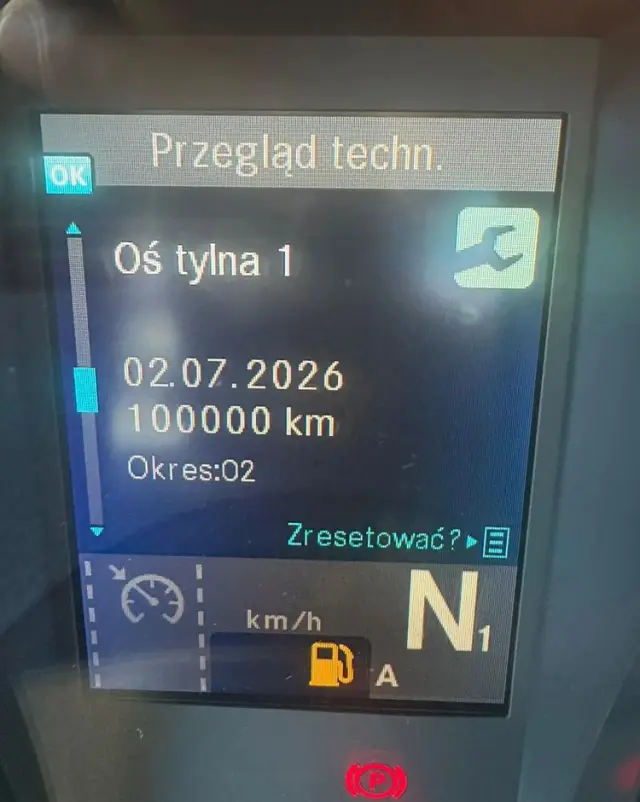 Przegląd techn.
OK
Oś tylna 1
02.07.2026
100000 km
Okres:02
Zresetować?
km/h
N1
A
P